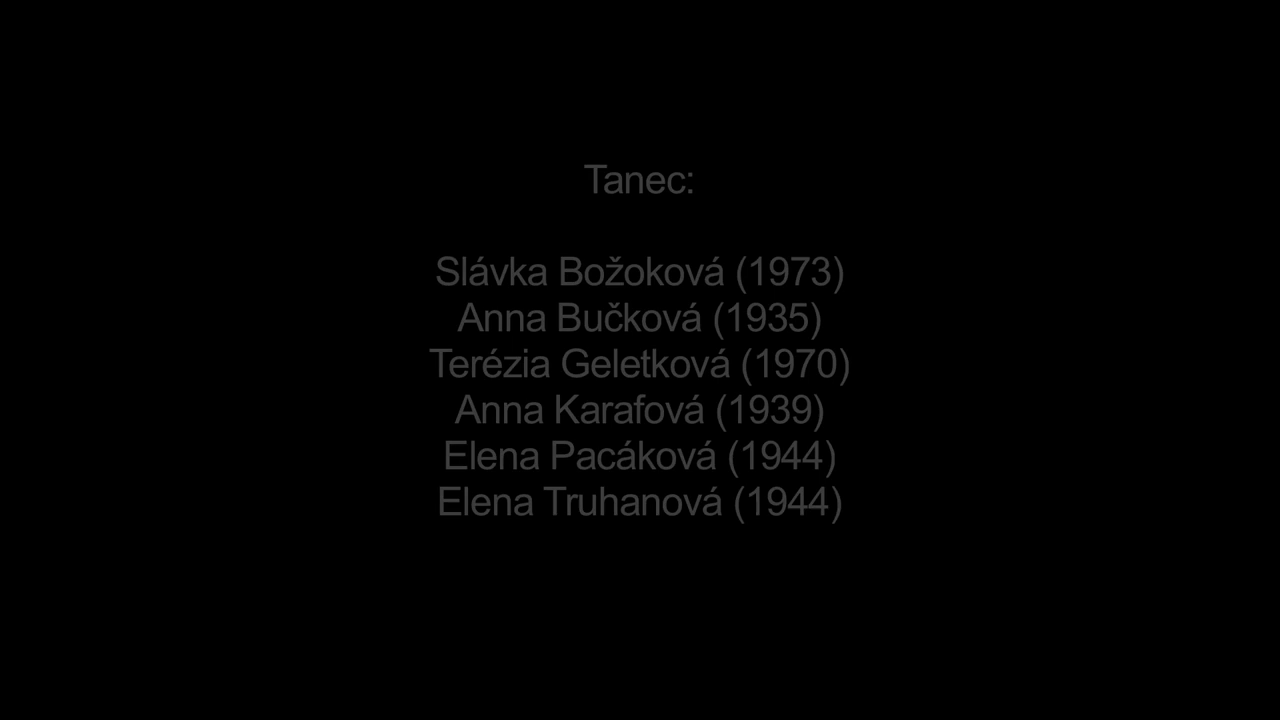 Tanec:
Slávka Božoková (1973)
Anna Bučková (1935)
Terézia Geletková (1970)
Anna Karafová (1939)
Elena Pacáková (1944)
Elena Truhanová (1944)